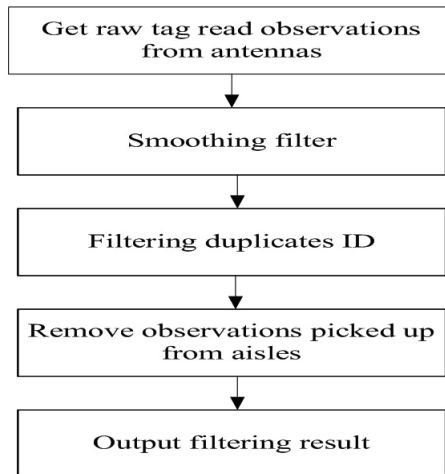 Get raw tag read observations
from antennas
Smoothing filter
Filtering duplicates ID
Remove observations picked up
from aisles
Output filtering result